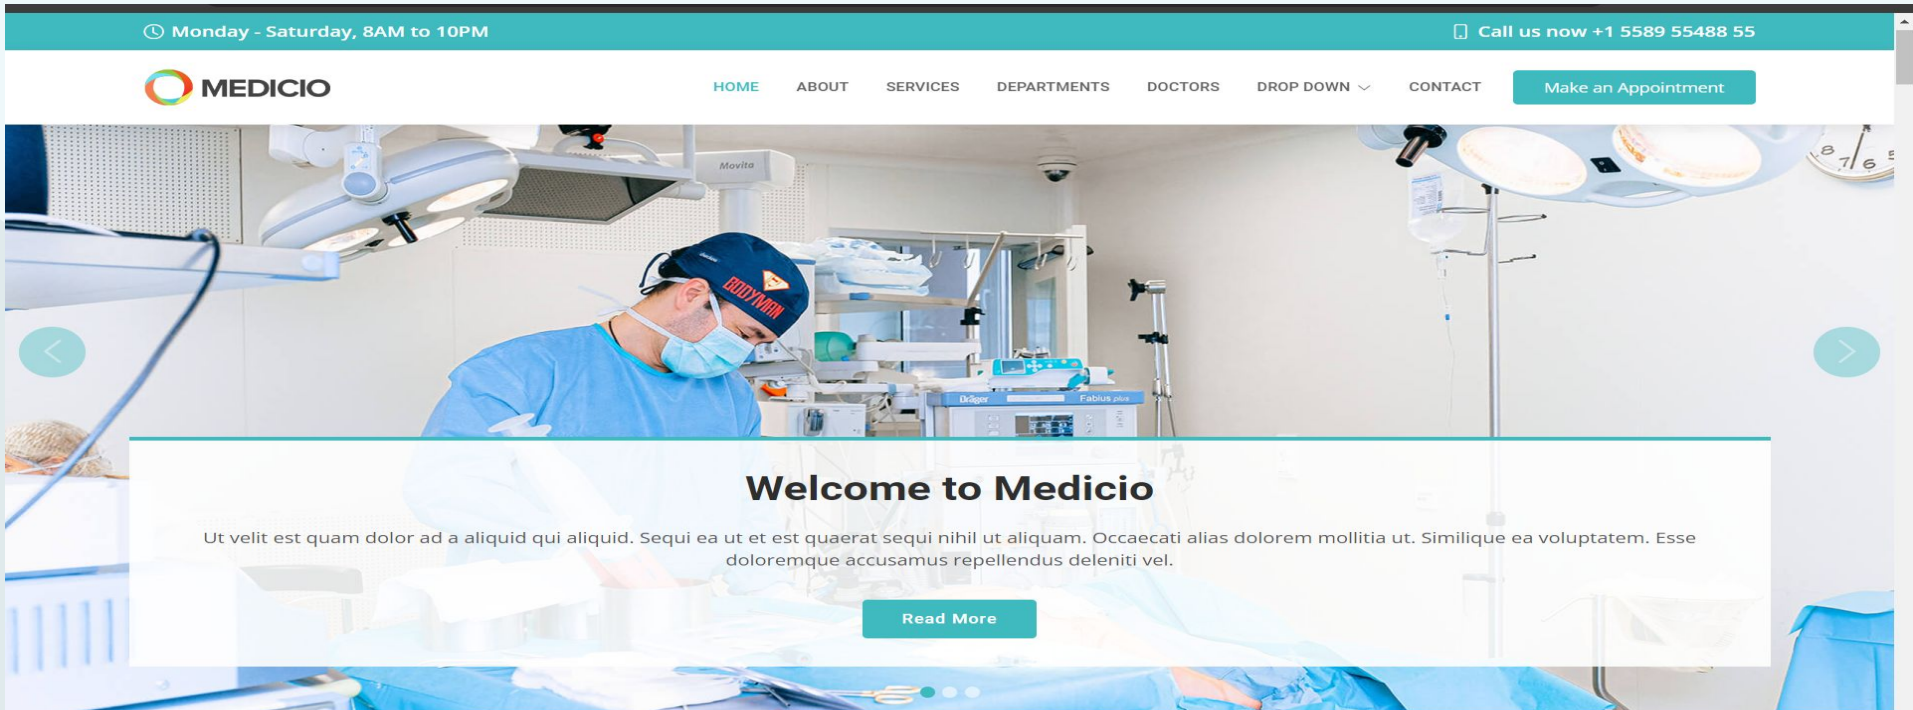 Monday - Saturday, 8AM to 10PM
Call us now +1 5589 55488 55
MEDICIO
HOME ABOUT SERVICES DEPARTMENTS DOCTORS DROP DOWN CONTACT Make an Appointment
Movita
8 7 6
BODYMAN
Dräger Fabius plus
Welcome to Medicio
Ut velit est quam dolor ad a aliquid qui aliquid. Sequi ea ut et est quaerat sequi nihil ut aliquam. Occaecati alias dolorem mollitia ut. Similique ea voluptatem. Esse
doloremque accusamus repellendus deleniti vel.
Read More